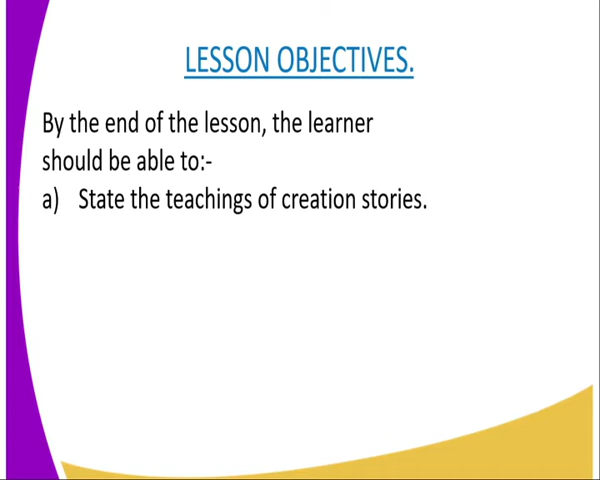 LESSON OBJECTIVES.
By the end of the lesson, the learner
should be able to:-
a) State the teachings of creation stories.